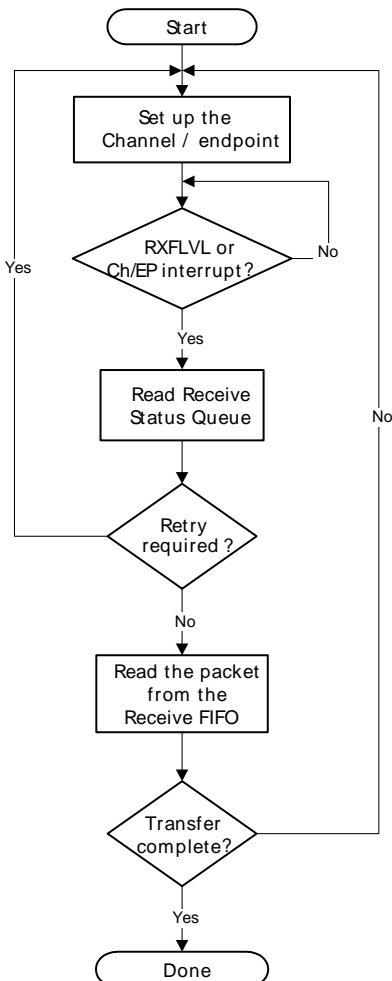 Start
Set up the
Channel / endpoint
RXFLVL or
Ch/EP interrupt?
No
Yes
Yes
Read Receive
Status Queue
No
Retry
required?
No
Read the packet
from the
Receive FIFO
Transfer
complete?
Yes
Done